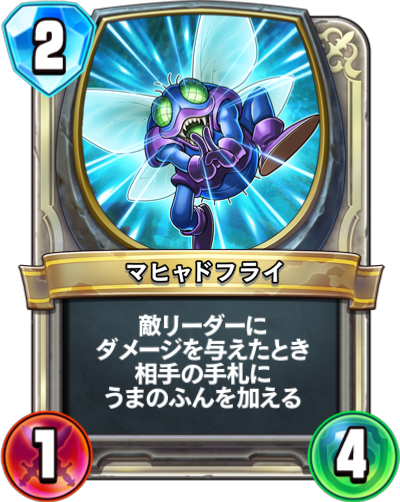 2
マヒャドフライ
敵リーダーに
ダメージを与えたとき
相手の手札に
うまのふんを加える
1
4